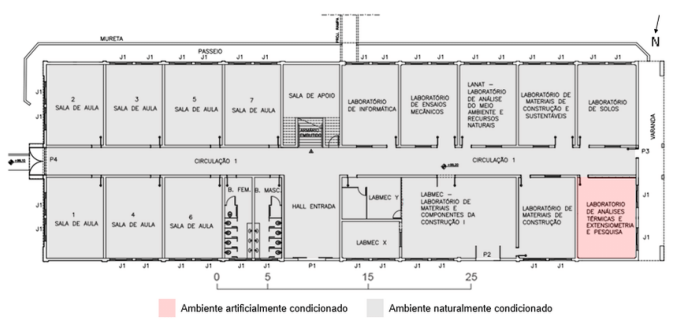 PROJ. RAMPA
N
MURETA
PASSEIO
J1 J1 J1 J1 J1 J1 J1 J1 J1
2
SALA DE AULA
3
SALA DE AULA
5
SALA DE AULA
7
SALA DE AULA
SALA DE APOIO
ARMÁRIO
EMBUTIDO
LABORATÓRIO
DE INFORMÁTICA
LABORATÓRIO
DE ENSAIOS
MECÂNICOS
LANAT –
LABORATÓRIO
DE ANÁLISE
DO MEIO
AMBIENTE E
RECURSOS
NATURAIS
LABORATÓRIO
DE MATERIAIS
DE CONSTRUÇÃO
E
SUSTENTÁVEIS
LABORATÓRIO
DE SOLOS
J1
J1
VARANDA
P4
CIRCULAÇÃO 1
CIRCULAÇÃO 1
P3
1
SALA DE AULA
4
SALA DE AULA
6
SALA DE AULA
B. FEM.
B. MASC.
HALL ENTRADA
LABMEC Y
LABMEC X
LABMEC –
LABORATÓRIO DE
MATERIAIS E
COMPONENTES DA
CONSTRUÇÃO I
LABORATÓRIO
DE MATERIAIS
DE
CONSTRUÇÃO
LABORATORIO
DE ANÁLISES
TÉRMICAS E
EXTENSIOMETRIA
E PESQUISA
J1
J1
J1
J1
P2
J1 J1 J1 J1 J1 P1 J1 J1 J1 J1 J1
0 5 15 25
Ambiente artificialmente condicionado
Ambiente naturalmente condicionado